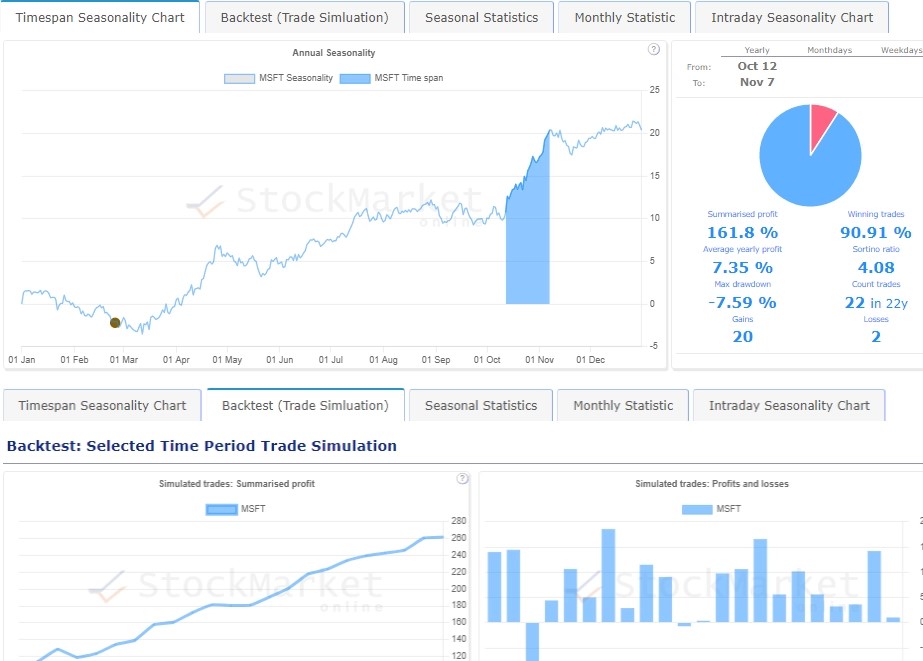 Timespan Seasonality Chart
Backtest (Trade Simluation)
Seasonal Statistics
Monthly Statistic
Intraday Seasonality Chart
Annual Seasonality
?
MSFT Seasonality
MSFT Time span
25
20
15
10
5
0
-5
StockMarket
online
01 Jan
01 Feb
01 Mar
01 Apr
01 May
01 Jun
01 Jul
01 Aug
01 Sep
01 Oct
01 Nov
01 Dec
Yearly
Monthdays
Weekdays
From:
Oct 12
To:
Nov 7
Summarised profit
Winning trades
161.8 %
90.91 %
Average yearly profit
Sortino ratio
7.35 %
4.08
Max drawdown
Count trades
-7.59 %
22 in 22y
Gains
Losses
20
2
Timespan Seasonality Chart
Backtest (Trade Simluation)
Seasonal Statistics
Monthly Statistic
Intraday Seasonality Chart
Backtest: Selected Time Period Trade Simulation
Simulated trades: Summarised profit
?
MSFT
280
260
240
220
200
180
160
140
120
StockMarket
online
Simulated trades: Profits and losses
MSFT
StockMarket
online